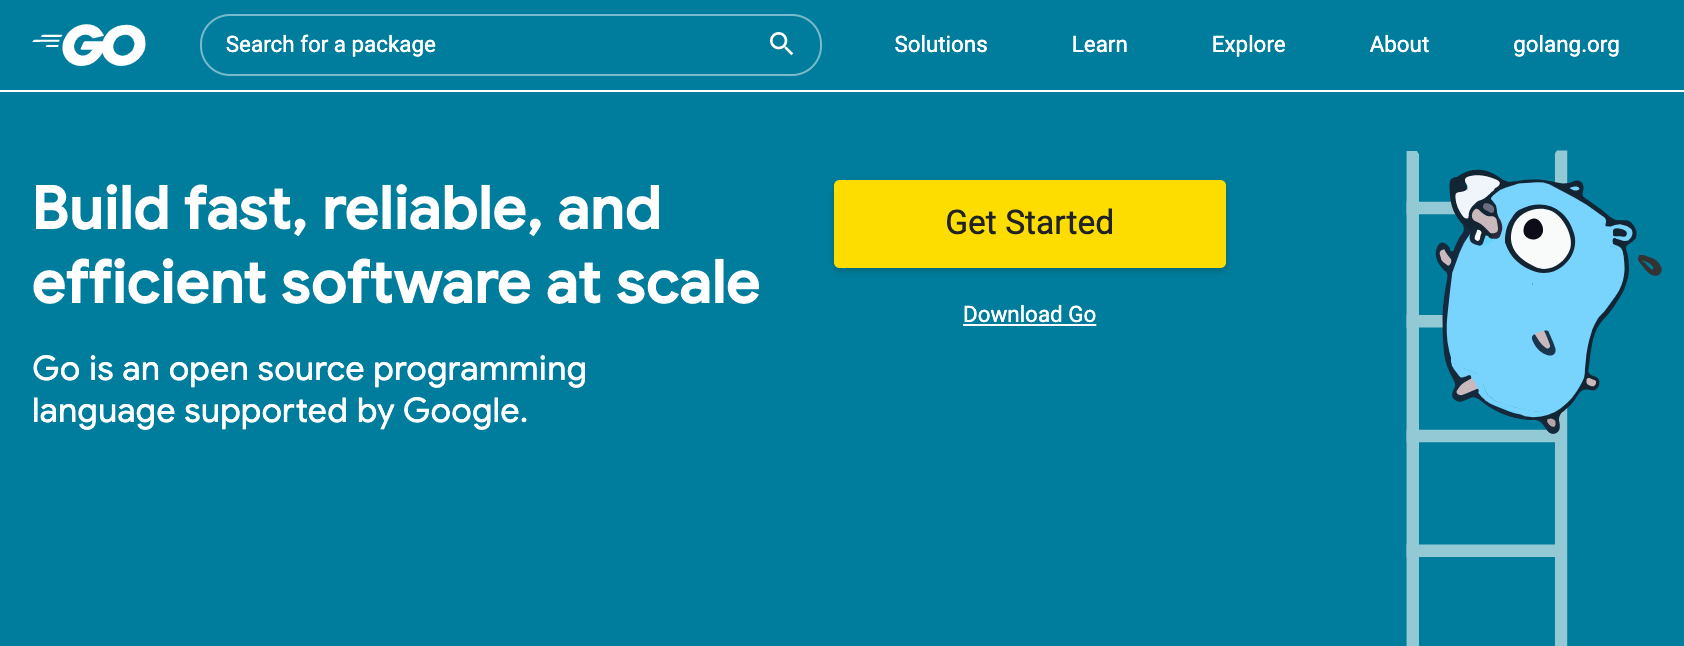 GO
Search for a package
Solutions
Learn
Explore
About
golang.org
Build fast, reliable, and
efficient software at scale
Go is an open source programming
language supported by Google.
Get Started
Download Go